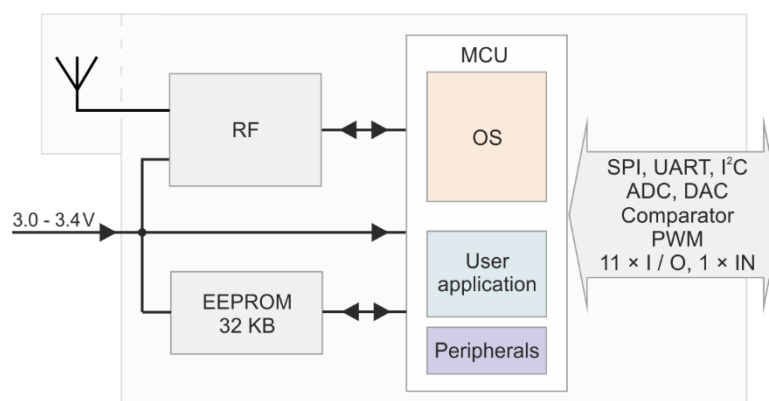 MCU
RF
OS
SPI, UART, I²C
ADC, DAC
Comparator
PWM
11 × I / O, 1 × IN
3.0 - 3.4 V
User
application
EEPROM
32 KB
Peripherals